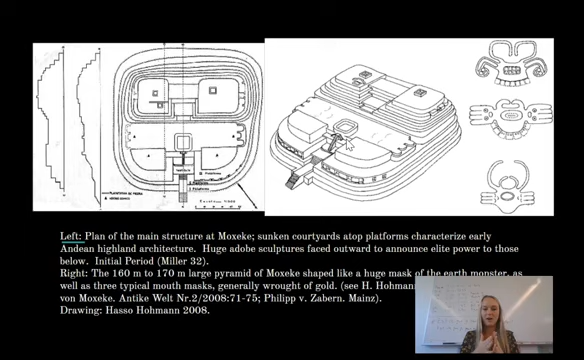 Left: Plan of the main structure at Moxeke; sunken courtyards atop platforms characterize early
Andean highland architecture. Huge adobe sculptures faced outward to announce elite power to those
below. Initial Period (Miller 32).
Right: The 160 m to 170 m large pyramid of Moxeke shaped like a huge mask of the earth monster, as
well as three typical mouth masks, generally wrought of gold. (see H. Hohmann
von Moxeke. Antike Welt Nr.2/2008:71-75; Philipp v. Zabern. Mainz).
Drawing: Hasso Hohmann 2008.